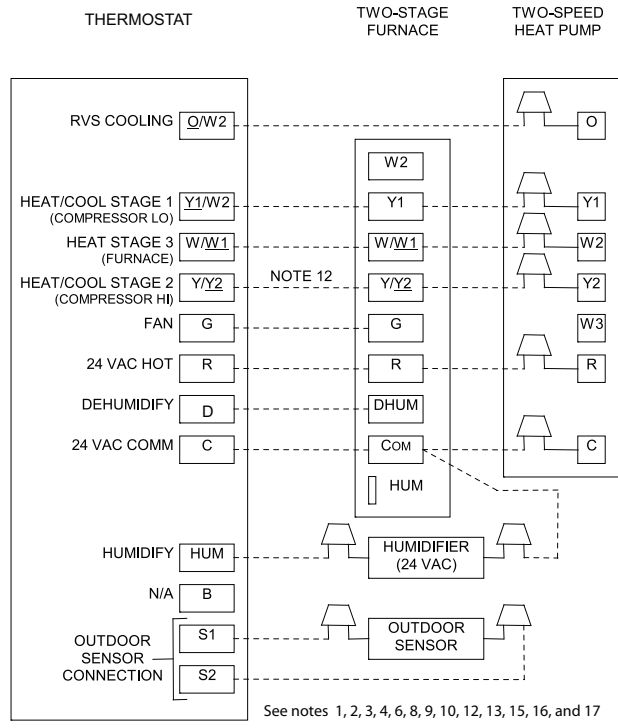 THERMOSTAT
TWO-STAGE
FURNACE
TWO-SPEED
HEAT PUMP
RVS COOLING O/W2 O
W2
HEAT/COOL STAGE 1
(COMPRESSOR LO)
Y1/W2 Y1 Y1
HEAT STAGE 3
(FURNACE)
W/W1 W/W1 W2
HEAT/COOL STAGE 2
(COMPRESSOR HI)
Y/Y2 NOTE 12 Y/Y2 Y2
FAN G G W3
24 VAC HOT R R R
DEHUMIDIFY D DHUM
24 VAC COMM C COM C
HUM
HUMIDIFY HUM
HUMIDIFIER
(24 VAC)
N/A B
OUTDOOR
SENSOR
CONNECTION
S1
S2
OUTDOOR
SENSOR
See notes 1, 2, 3, 4, 6, 8, 9, 10, 12, 13, 15, 16, and 17